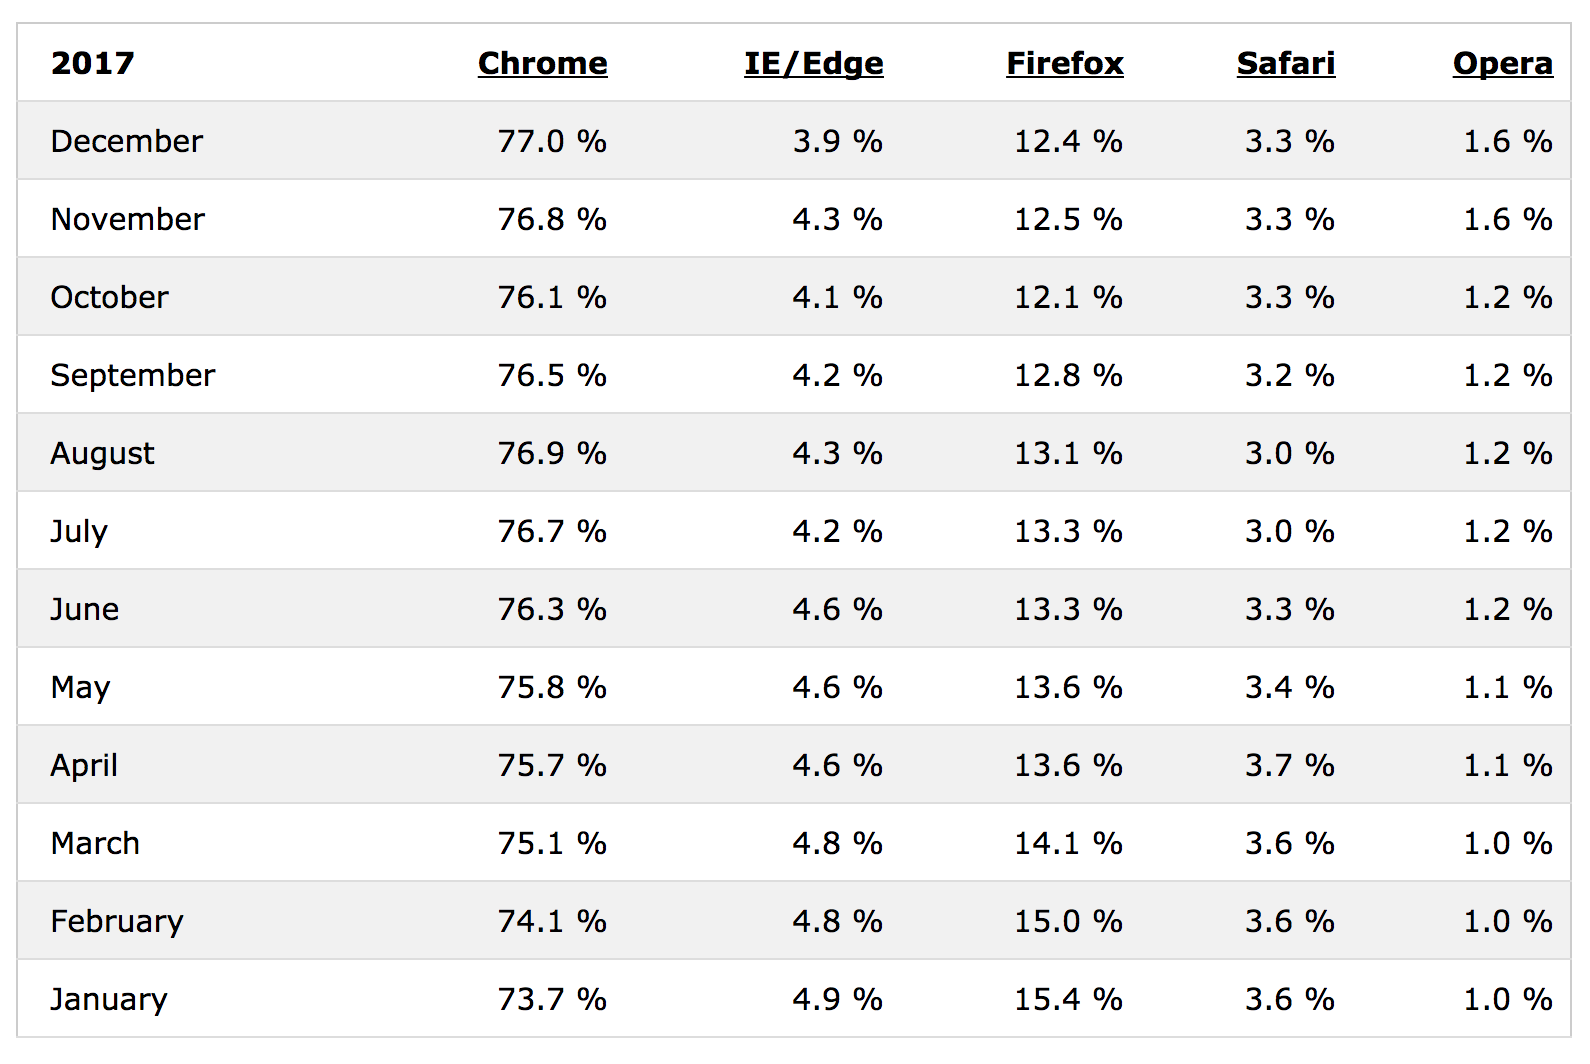 2017 Chrome IE/Edge Firefox Safari Opera
December 77.0 % 3.9 % 12.4 % 3.3 % 1.6 %
November 76.8 % 4.3 % 12.5 % 3.3 % 1.6 %
October 76.1 % 4.1 % 12.1 % 3.3 % 1.2 %
September 76.5 % 4.2 % 12.8 % 3.2 % 1.2 %
August 76.9 % 4.3 % 13.1 % 3.0 % 1.2 %
July 76.7 % 4.2 % 13.3 % 3.0 % 1.2 %
June 76.3 % 4.6 % 13.3 % 3.3 % 1.2 %
May 75.8 % 4.6 % 13.6 % 3.4 % 1.1 %
April 75.7 % 4.6 % 13.6 % 3.7 % 1.1 %
March 75.1 % 4.8 % 14.1 % 3.6 % 1.0 %
February 74.1 % 4.8 % 15.0 % 3.6 % 1.0 %
January 73.7 % 4.9 % 15.4 % 3.6 % 1.0 %